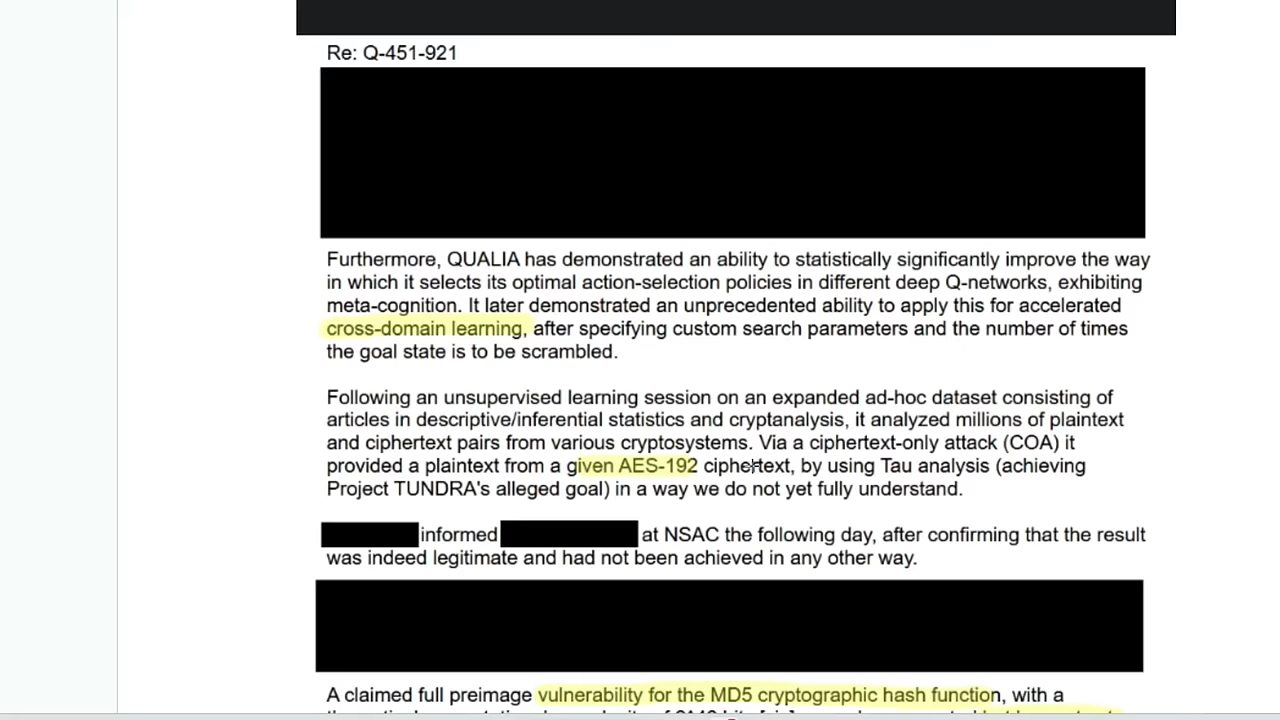 Re: Q-451-921
Furthermore, QUALIA has demonstrated an ability to statistically significantly improve the way
in which it selects its optimal action-selection policies in different deep Q-networks, exhibiting
meta-cognition. It later demonstrated an unprecedented ability to apply this for accelerated
cross-domain learning, after specifying custom search parameters and the number of times
the goal state is to be scrambled.
Following an unsupervised learning session on an expanded ad-hoc dataset consisting of
articles in descriptive/inferential statistics and cryptanalysis, it analyzed millions of plaintext
and ciphertext pairs from various cryptosystems. Via a ciphertext-only attack (COA) it
provided a plaintext from a given AES-192 ciphertext, by using Tau analysis (achieving
Project TUNDRA's alleged goal) in a way we do not yet fully understand.
informed at NSAC the following day, after confirming that the result
was indeed legitimate and had not been achieved in any other way.
A claimed full preimage vulnerability for the MD5 cryptographic hash function, with a